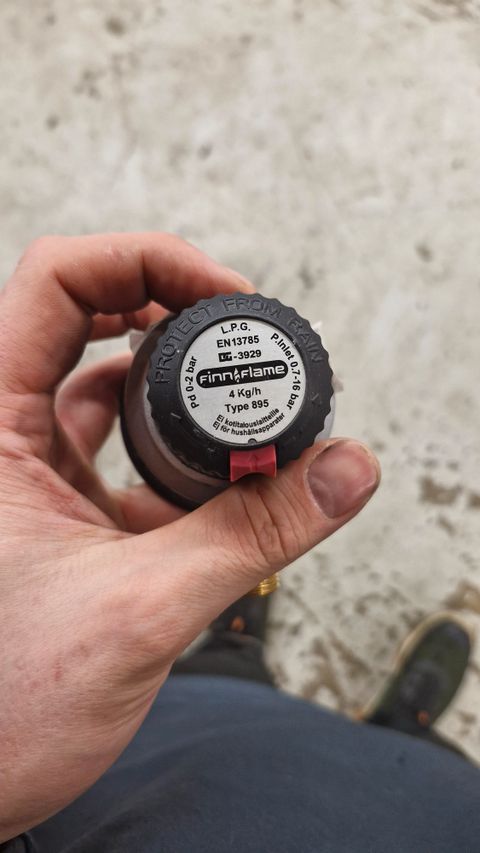 PROTECT FROM RAIN
L.P.G.
EN13785
-3929
Pd 0-2 bar
P.Inlet 0.7-16 bar
finnflame
4 Kg/h
Type 895
Ei kotitalouslaitteille
Ej för hushållsapparater